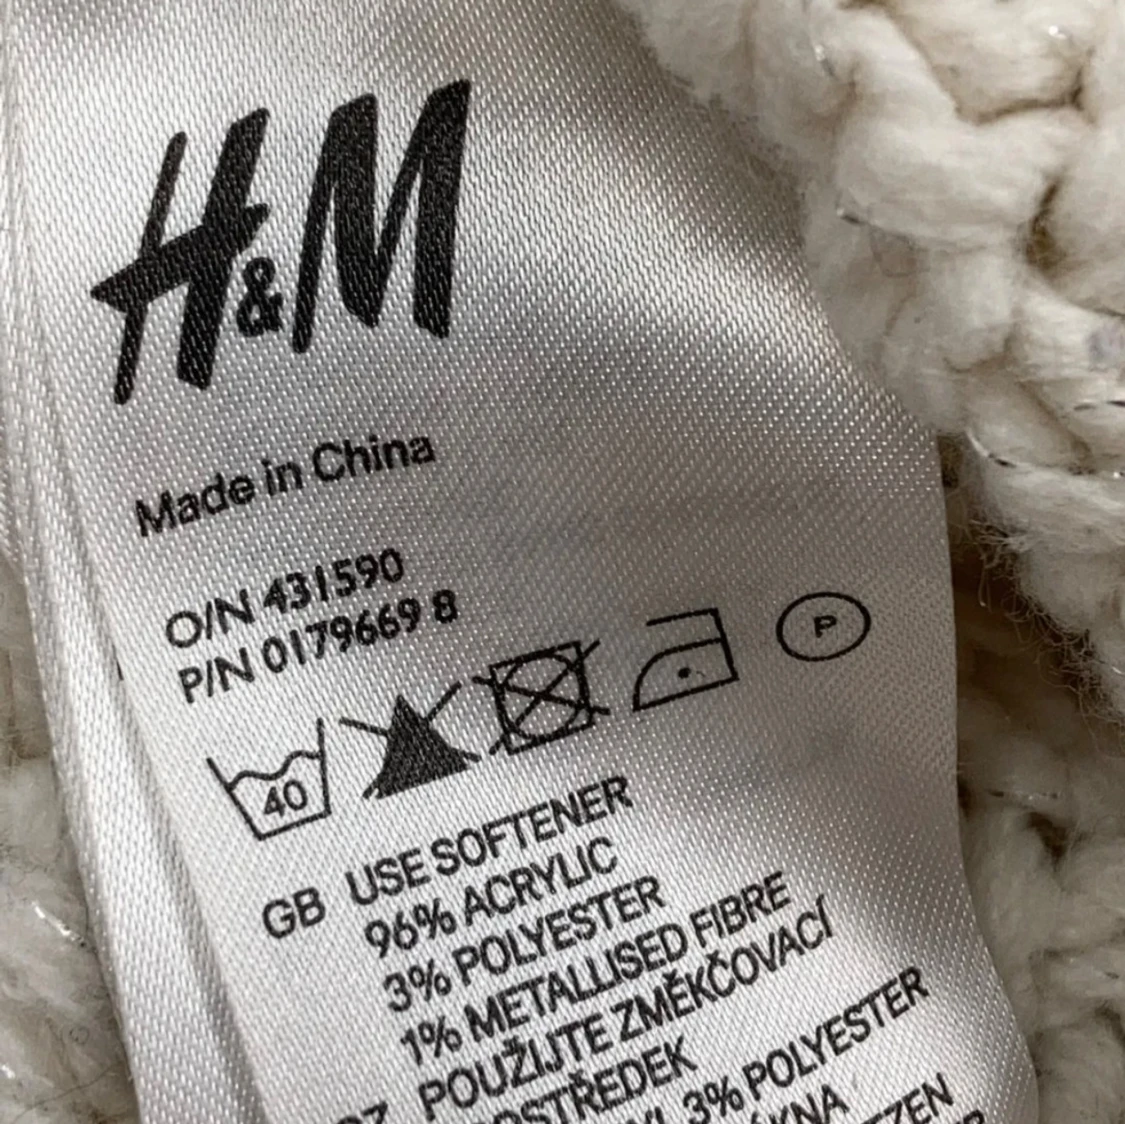 H&M
Made in China
O/N 431590
P/N 0179669 8
40
P
GB USE SOFTENER
96% ACRYLIC
3% POLYESTER
1% METALLISED FIBRE
POUŽIJTE ZMĚKČOVACÍ
3% POLYESTER